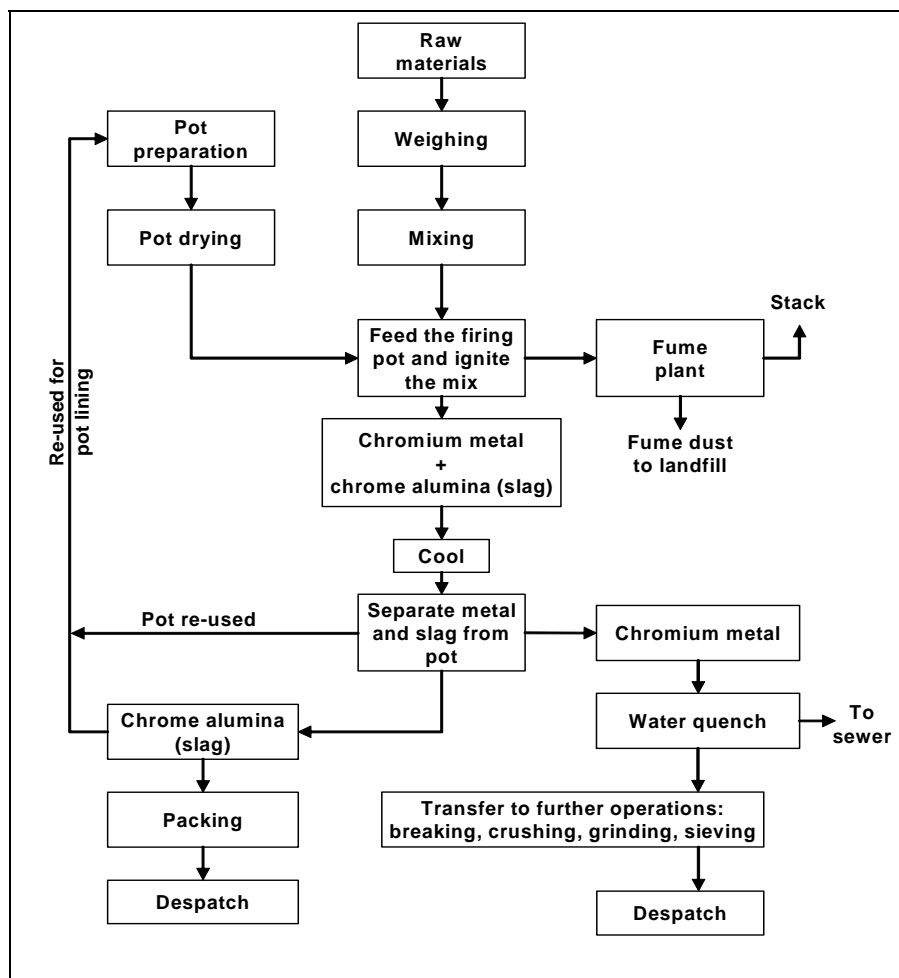 Raw
materials
Pot
preparation
Weighing
Pot drying
Mixing
Stack
Feed the firing
pot and ignite
the mix
Fume
plant
Re-used for
pot lining
Fume dust
to landfill
Chromium metal
+
chrome alumina (slag)
Cool
Pot re-used
Separate metal
and slag from
pot
Chromium metal
Chrome alumina
(slag)
Water quench
To
sewer
Packing
Transfer to further operations:
breaking, crushing, grinding, sieving
Despatch
Despatch